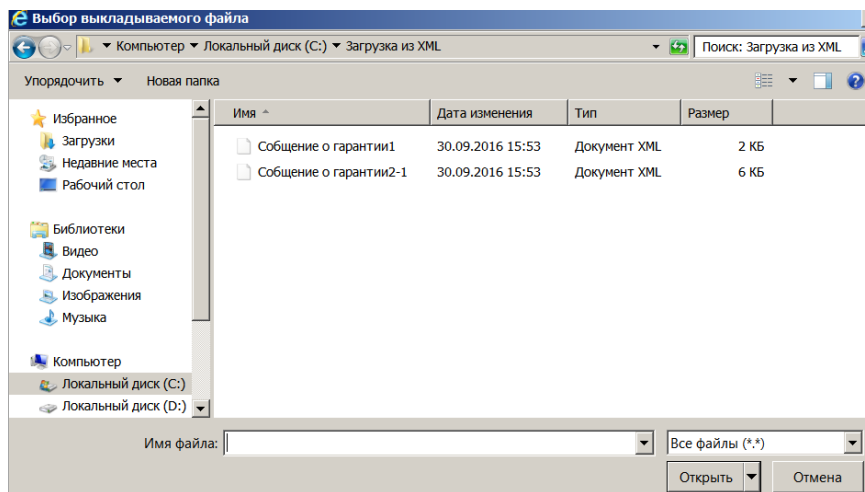 Выбор выкладываемого файла
Компьютер Локальный диск (C:) Загрузка из XML Поиск: Загрузка из XML
Упорядочить Новая папка
Имя Дата изменения Тип Размер
Избранное
Загрузки
Недавние места
Рабочий стол
Библиотеки
Видео
Документы
Изображения
Музыка
Компьютер
Локальный диск (C:)
Локальный диск (D:)
Собщение о гарантии1 30.09.2016 15:53 Документ XML 2 КБ
Собщение о гарантии2-1 30.09.2016 15:53 Документ XML 6 КБ
Имя файла: Все файлы (*.*)
Открыть Отмена